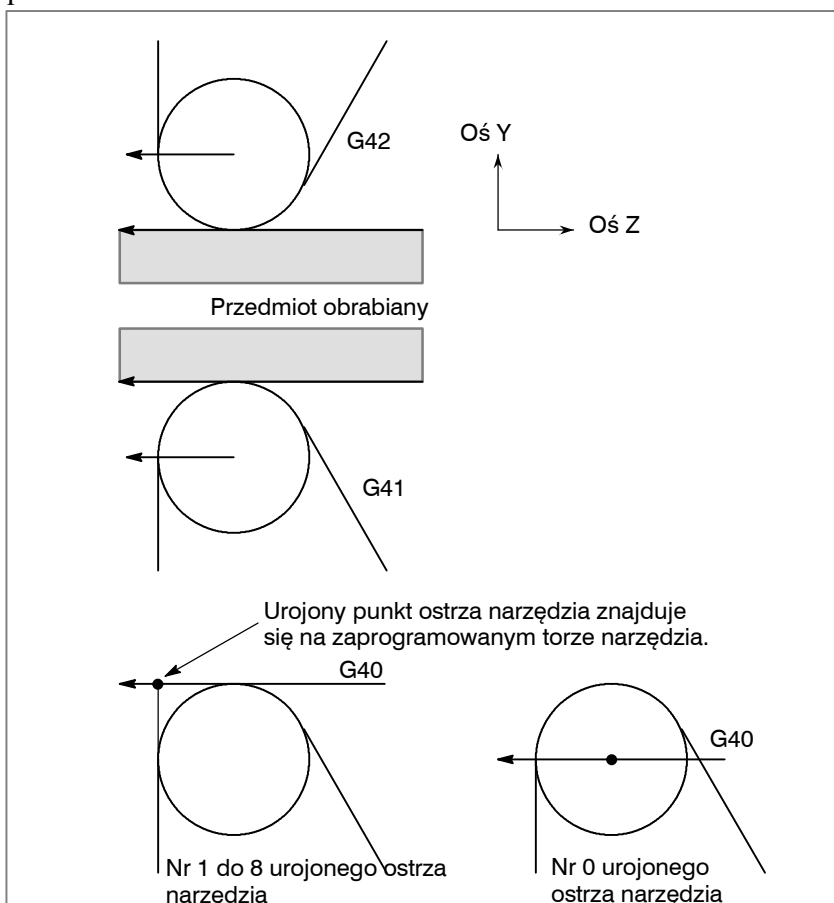 G42
Oś Y
Oś Z
Przedmiot obrabiany
G41
Urojony punkt ostrza narzędzia znajduje
się na zaprogramowanym torze narzędzia.
G40
G40
Nr 1 do 8 urojonego ostrza
narzędzia
Nr 0 urojonego
ostrza narzędzia